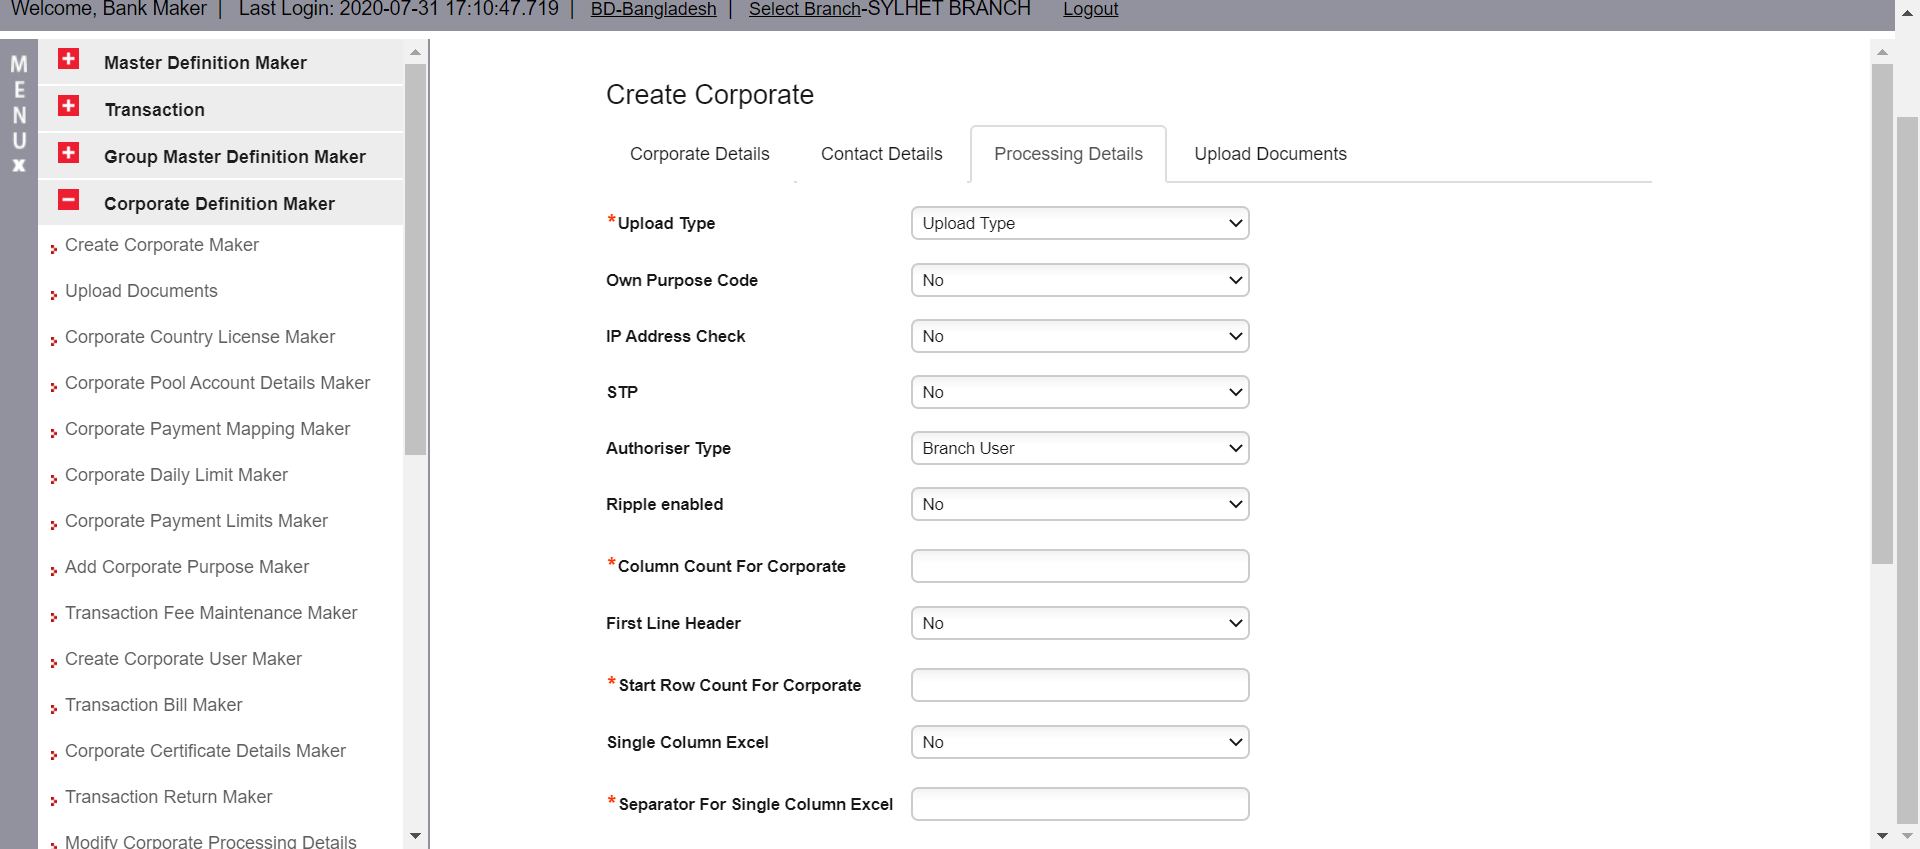 Welcome, Bank Maker | Last Login: 2020-07-31 17:10:47.719 | BD-Bangladesh | Select Branch-SYLHET BRANCH Logout
MENU X
Master Definition Maker
Transaction
Group Master Definition Maker
Corporate Definition Maker
Create Corporate Maker
Upload Documents
Corporate Country License Maker
Corporate Pool Account Details Maker
Corporate Payment Mapping Maker
Corporate Daily Limit Maker
Corporate Payment Limits Maker
Add Corporate Purpose Maker
Transaction Fee Maintenance Maker
Create Corporate User Maker
Transaction Bill Maker
Corporate Certificate Details Maker
Transaction Return Maker
Modify Corporate Processing Details
Create Corporate
Corporate Details Contact Details Processing Details Upload Documents
*Upload Type Upload Type
Own Purpose Code No
IP Address Check No
STP No
Authoriser Type Branch User
Ripple enabled No
*Column Count For Corporate
First Line Header No
*Start Row Count For Corporate
Single Column Excel No
*Separator For Single Column Excel